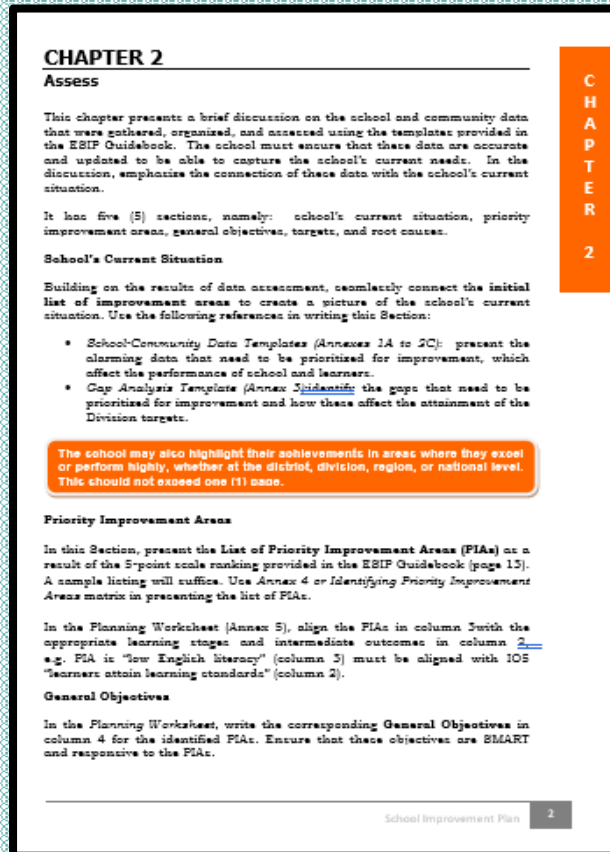 CHAPTER 2
Assess
This chapter presents a brief discussion on the school and community data
that were gathered, organized, and assessed using the templates provided in
the ESIP Guidebook. The school must ensure that these data are accurate
and updated to be able to capture the school's current needs. In the
discussion, emphasize the connection of these data with the school's current
situation.
It has five (5) sections, namely: school's current situation, priority
improvement areas, general objectives, targets, and root causes.
School's Current Situation
Building on the results of data assessment, seamlessly connect the initial
list of improvement areas to create a picture of the school's current
situation. Use the following references in writing this Section:
• School-Community Data Templates (Annexes 1A to 2C): present the
alarming data that need to be prioritized for improvement, which
affect the performance of school and learners.
• Gap Analysis Template (Annex 3):identify the gaps that need to be
prioritized for improvement and how these affect the attainment of the
Division targets.
The school may also highlight their achievements in areas where they excel
or perform highly, whether at the district, division, region, or national level.
This should not exceed one (1) page.
Priority Improvement Areas
In this Section, present the List of Priority Improvement Areas (PIAs) as a
result of the 5-point scale ranking provided in the ESIP Guidebook (page 13).
A sample listing will suffice. Use Annex 4 or Identifying Priority Improvement
Areas matrix in presenting the list of PIAs.
In the Planning Worksheet (Annex 5), align the PIAs in column 3with the
appropriate learning stages and intermediate outcomes in column 2,
e.g. PIA is "low English literacy" (column 3) must be aligned with IO3
"learners attain learning standards" (column 2).
General Objectives
In the Planning Worksheet, write the corresponding General Objectives in
column 4 for the identified PIAs. Ensure that these objectives are SMART
and responsive to the PIAs.
School Improvement Plan 2
C
H
A
P
T
E
R
2